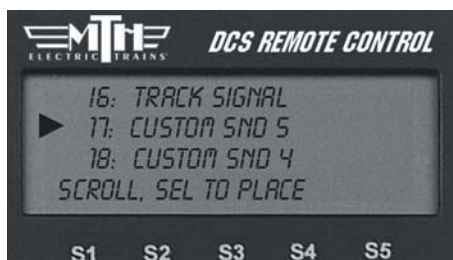 MTH DCS REMOTE CONTROL
ELECTRIC TRAINS
16: TRACK SIGNAL
17: CUSTOM SND 5
18: CUSTOM SND 4
SCROLL, SEL TO PLACE
S1 S2 S3 S4 S5